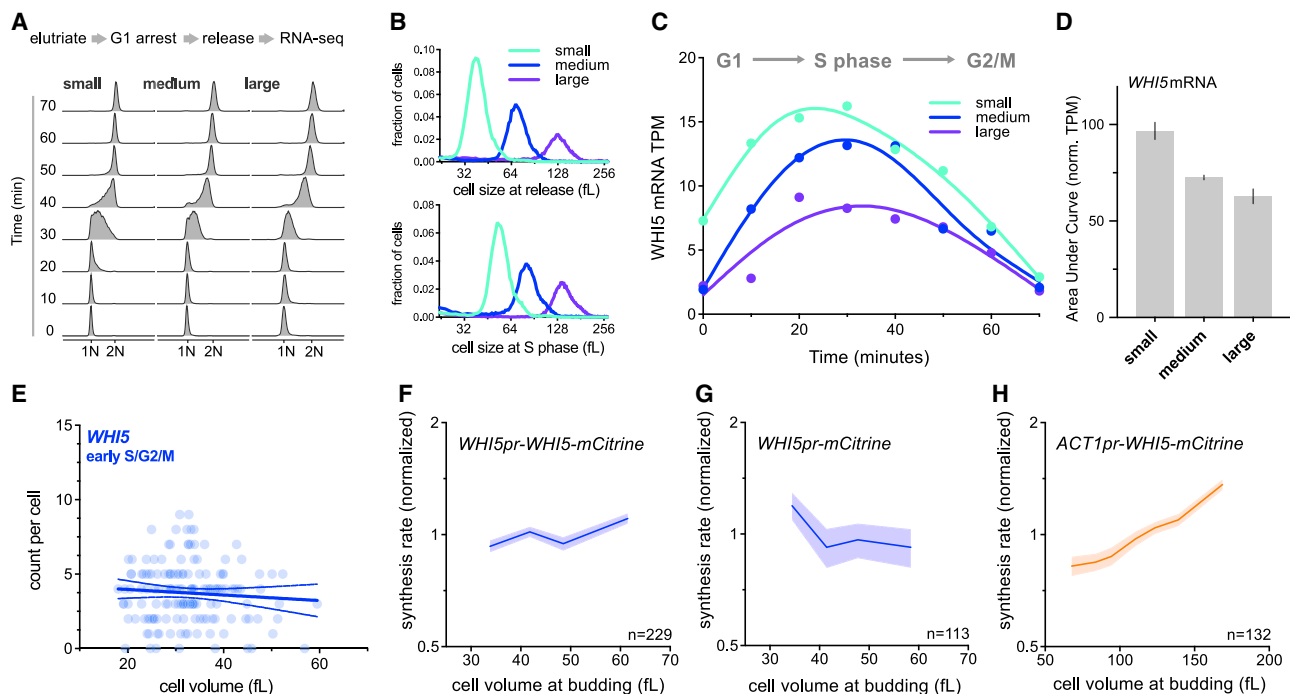 A
elutriate G1 arrest release RNA-seq
small medium large
Time (min)
70
60
50
40
30
20
10
0
1N 2N 1N 2N 1N 2N
B
small
medium
large
fraction of cells
0.10
0.08
0.06
0.04
0.02
0.00
32 64 128 256
cell size at release (fL)
fraction of cells
0.10
0.08
0.06
0.04
0.02
0.00
32 64 128 256
cell size at S phase (fL)
C
G1 S phase G2/M
small
medium
large
WHI5 mRNA TPM
20
15
10
5
0
0 20 40 60
Time (minutes)
D
WHI5 mRNA
Area Under Curve (norm. TPM)
100
50
0
small
medium
large
E
WHI5
early S/G2/M
count per cell
15
10
5
0
20 40 60
cell volume (fL)
F
WHI5pr-WHI5-mCitrine
synthesis rate (normalized)
2
1
0.5
n=229
30 40 50 60 70
cell volume at budding (fL)
G
WHI5pr-mCitrine
synthesis rate (normalized)
2
1
0.5
n=113
30 40 50 60 70
cell volume at budding (fL)
H
ACT1pr-WHI5-mCitrine
synthesis rate (normalized)
2
1
0.5
n=132
50 100 150 200
cell volume at budding (fL)